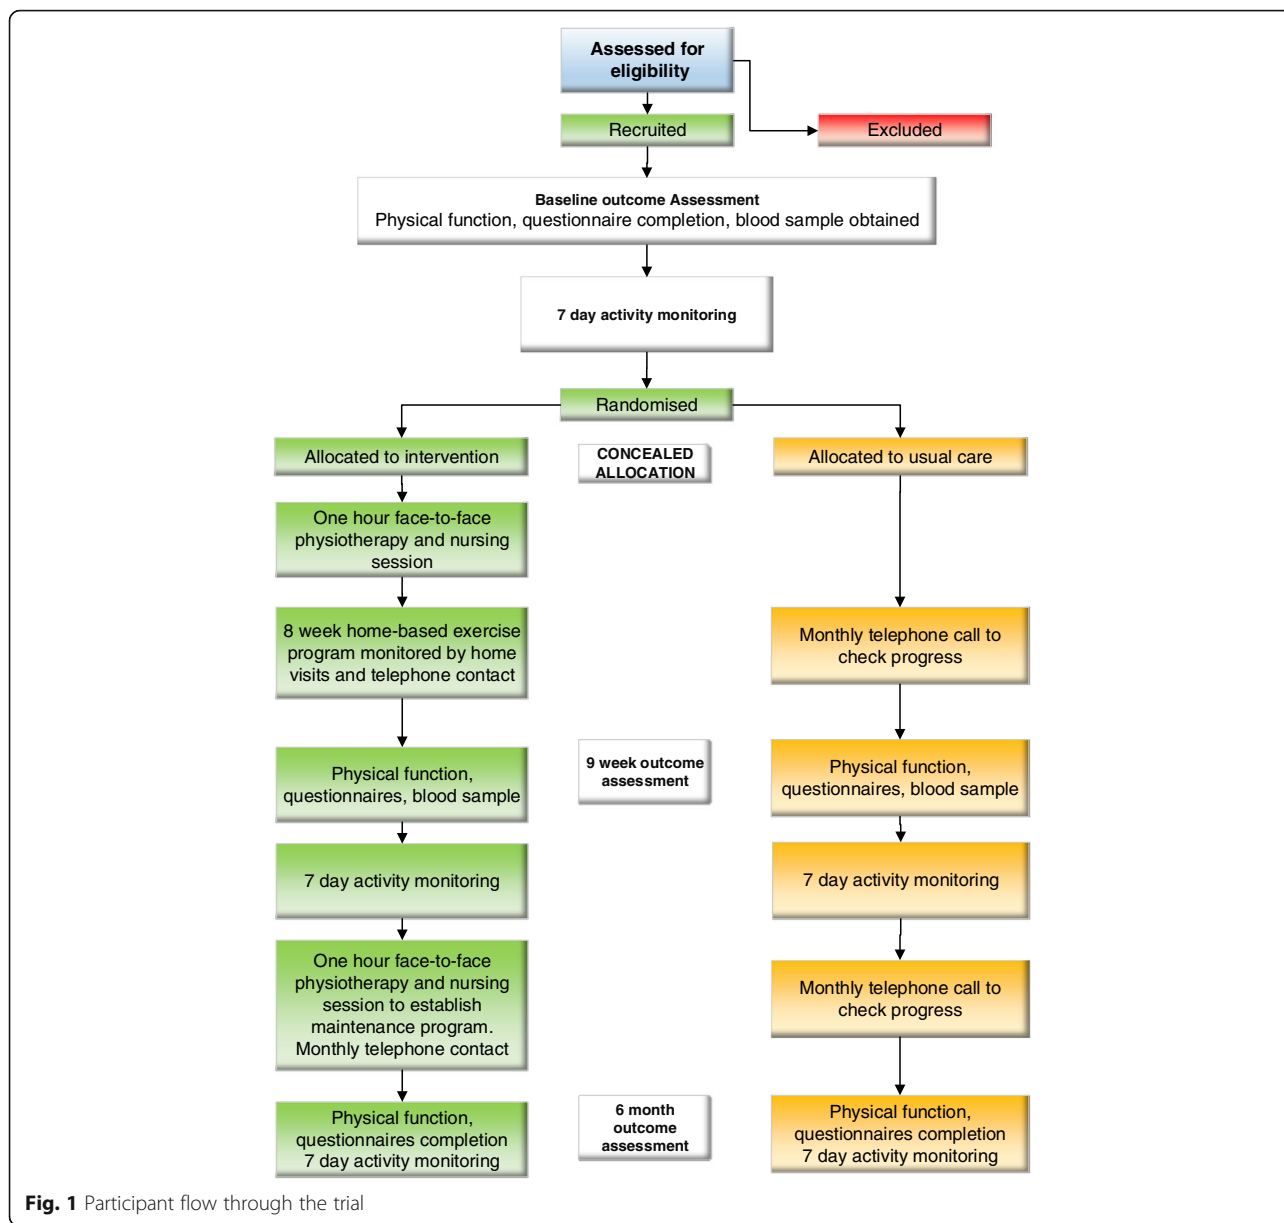 Assessed for
eligibility
Recruited
Excluded
Baseline outcome Assessment
Physical function, questionnaire completion, blood sample obtained
7 day activity monitoring
Randomised
Allocated to intervention
CONCEALED
ALLOCATION
Allocated to usual care
One hour face-to-face
physiotherapy and nursing
session
8 week home-based exercise
program monitored by home
visits and telephone contact
Monthly telephone call to
check progress
Physical function,
questionnaires, blood sample
9 week outcome
assessment
Physical function,
questionnaires, blood sample
7 day activity monitoring
7 day activity monitoring
One hour face-to-face
physiotherapy and nursing
session to establish
maintenance program.
Monthly telephone contact
Monthly telephone call to
check progress
Physical function,
questionnaires completion
7 day activity monitoring
6 month
outcome
assessment
Physical function,
questionnaires completion
7 day activity monitoring
Fig. 1 Participant flow through the trial